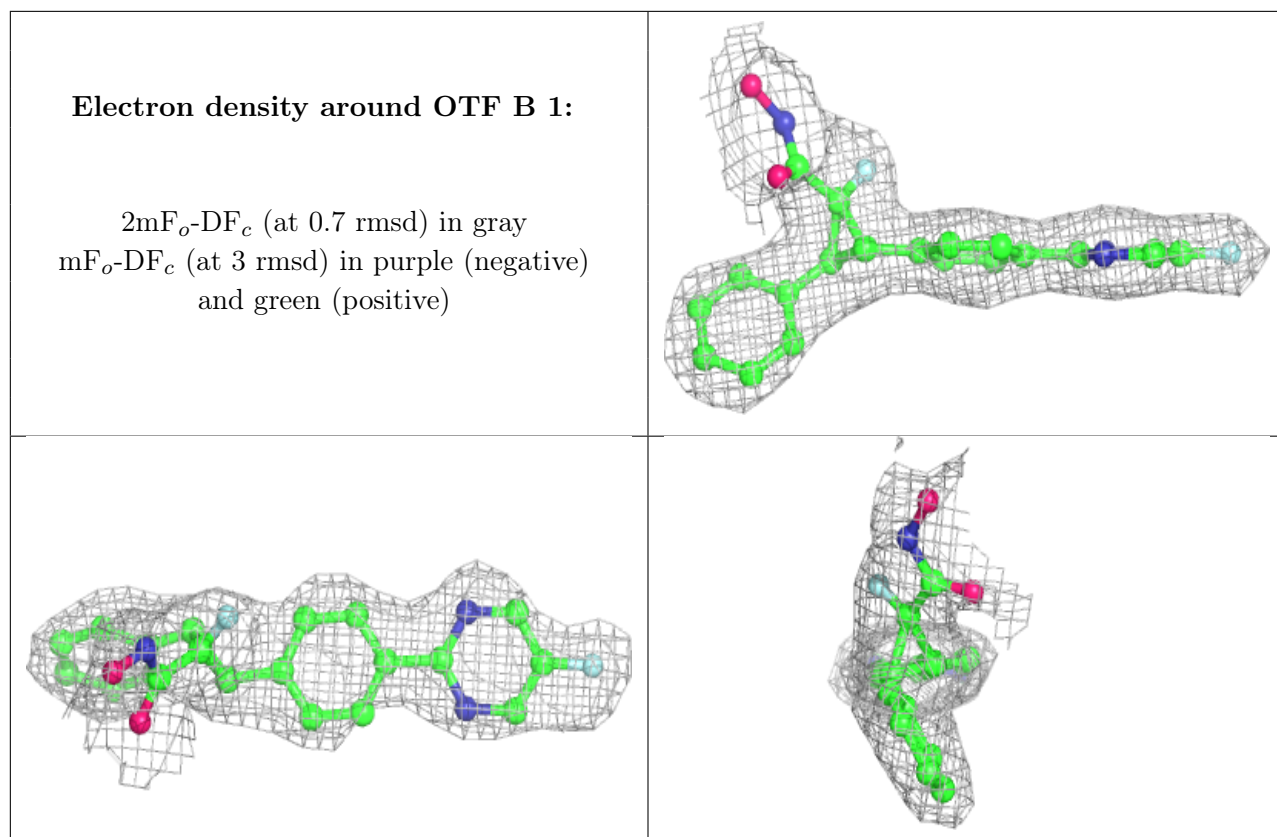 Electron density around OTF B 1:
2mFo-DFc (at 0.7 rmsd) in gray
mFo-DFc (at 3 rmsd) in purple (negative)
and green (positive)